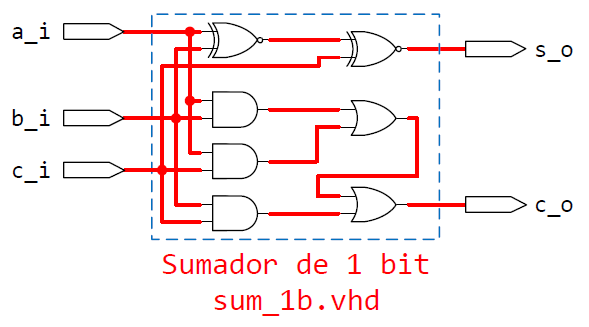 a_i
s_o
b_i
c_i
c_o
Sumador de 1 bit
sum_1b.vhd